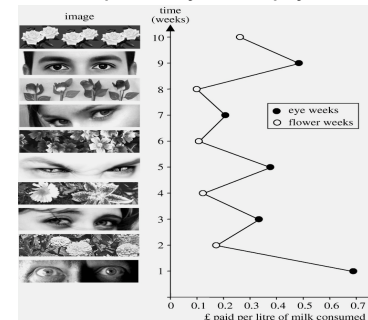 image
time
(weeks)
10
9
8
7
6
5
4
3
2
1
eye weeks
flower weeks
0 0.1 0.2 0.3 0.4 0.5 0.6 0.7
£ paid per litre of milk consumed